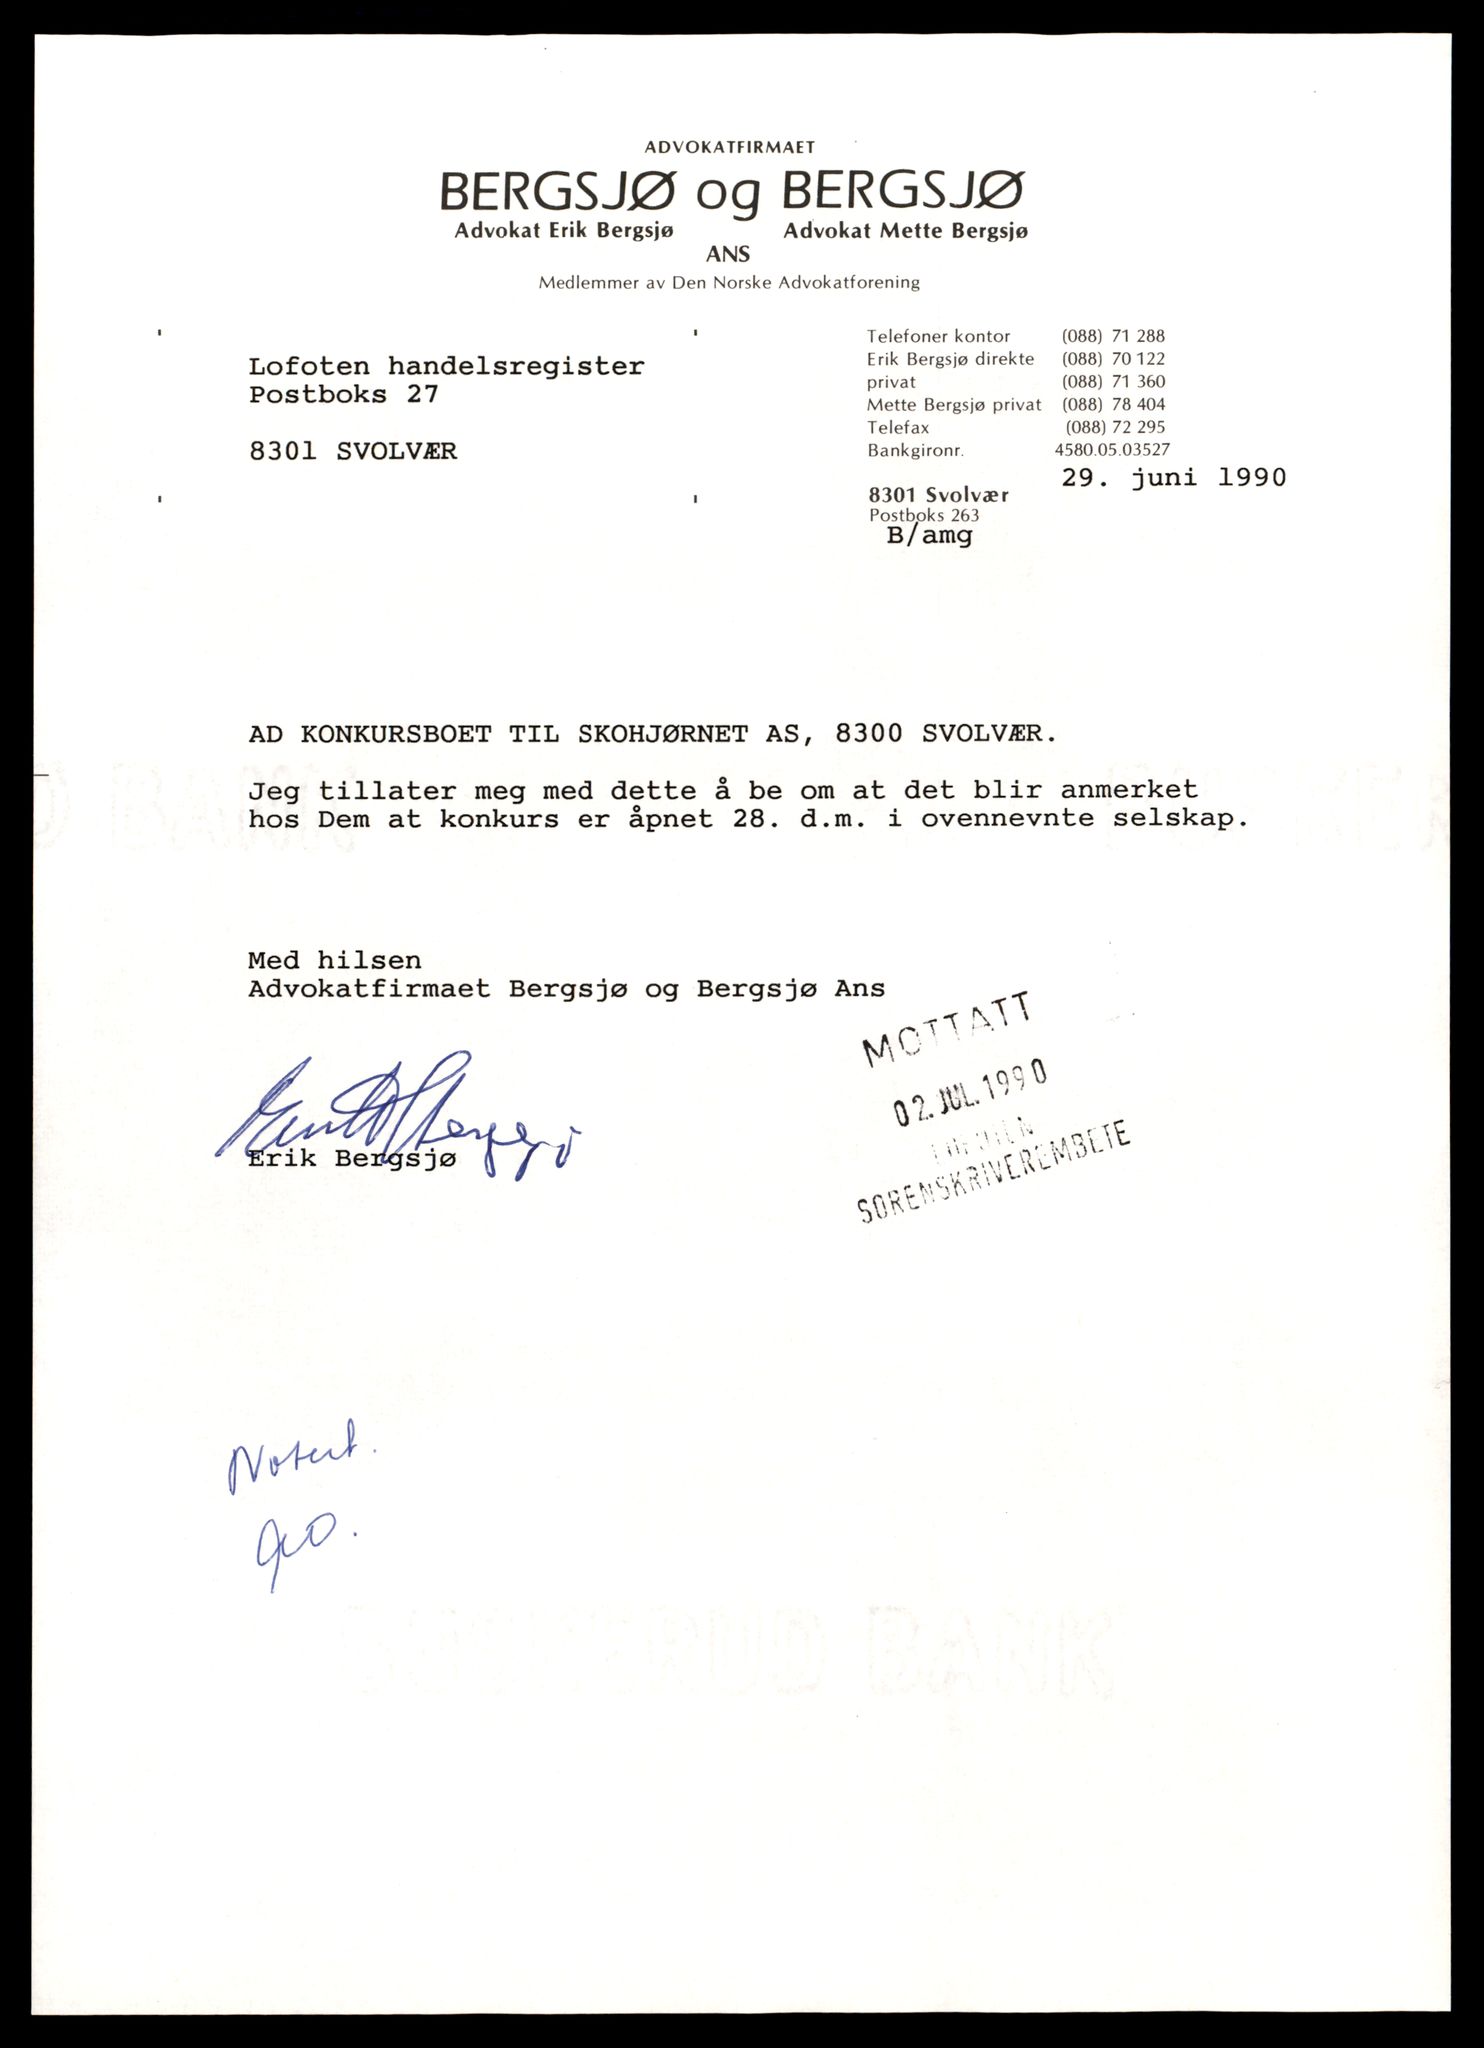 ADVOKATFIRMAET
BERGSJØ og BERGSJØ
Advokat Erik Bergsjø Advokat Mette Bergsjø
ANS
Medlemmer av Den Norske Advokatforening
Lofoten handelsregister
Postboks 27
8301 SVOLVÆR
Telefoner kontor (088) 71 288
Erik Bergsjø direkte (088) 70 122
privat (088) 71 360
Mette Bergsjø privat (088) 78 404
Telefax (088) 72 295
Bankgironr. 4580.05.03527
29. juni 1990
8301 Svolvær
Postboks 263
B/amg
AD KONKURSBOET TIL SKOHJØRNET AS, 8300 SVOLVÆR.
Jeg tillater meg med dette å be om at det blir anmerket
hos Dem at konkurs er åpnet 28. d.m. i ovennevnte selskap.
Med hilsen
Advokatfirmaet Bergsjø og Bergsjø Ans
Erik Bergsjø
MOTTATT
02. JUL. 1990
SORENSKRIVEREMBETE
Notert.